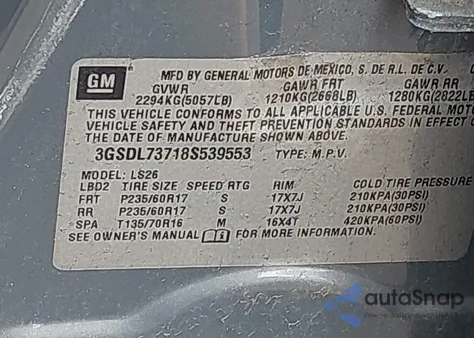 GM
MFD BY GENERAL MOTORS DE MEXICO, S. DE R.L. DE C.V.
GVWR GAWR FRT GAWR RR
2294KG(5057LB) 1210KG(2668LB) 1280KG(2822LB
THIS VEHICLE CONFORMS TO ALL APPLICABLE U.S. FEDERAL MOTOR
VEHICLE SAFETY AND THEFT PREVENTION STANDARDS IN EFFECT O
THE DATE OF MANUFACTURE SHOWN ABOVE.
3GSDL73718S539553 TYPE: M.P.V.
MODEL: LS26
LBD2 TIRE SIZE SPEED RTG RIM COLD TIRE PRESSURE
FRT P235/60R17 S 17X7J 210KPA(30PSI)
RR P235/60R17 S 17X7J 210KPA(30PSI)
SPA T135/70R16 M 16X4T 420KPA(60PSI)
SEE OWNER'S MANUAL FOR MORE INFORMATION.
autoSnap